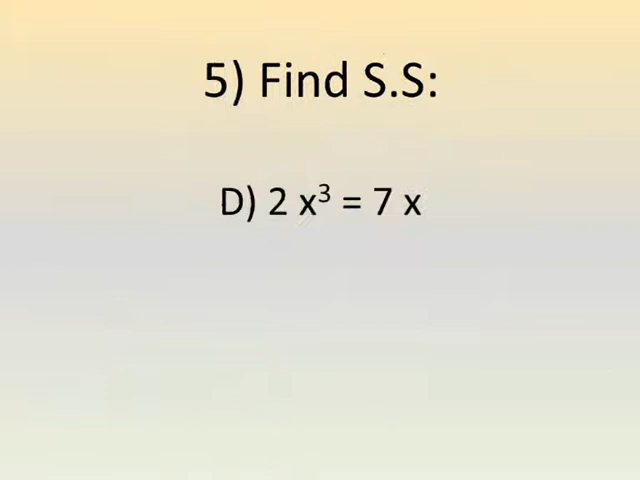 5) Find S.S:
D) 2 x³ = 7 x